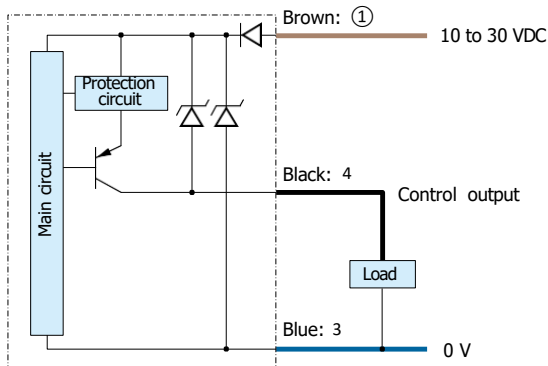 Brown: ①
10 to 30 VDC
Protection
circuit
Main circuit
Black: 4
Control output
Load
Blue: 3
0 V